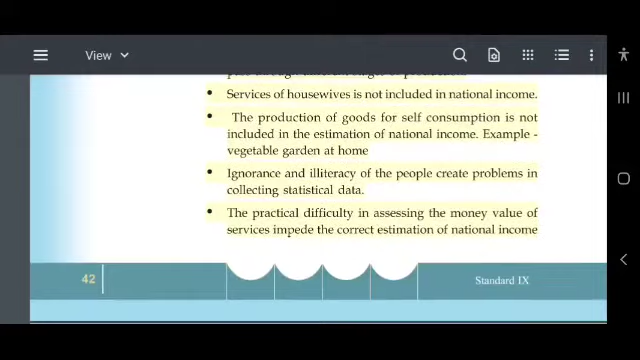 View
• Services of housewives is not included in national income.
• The production of goods for self consumption is not
included in the estimation of national income. Example -
vegetable garden at home
• Ignorance and illiteracy of the people create problems in
collecting statistical data.
• The practical difficulty in assessing the money value of
services impede the correct estimation of national income
42
Standard IX